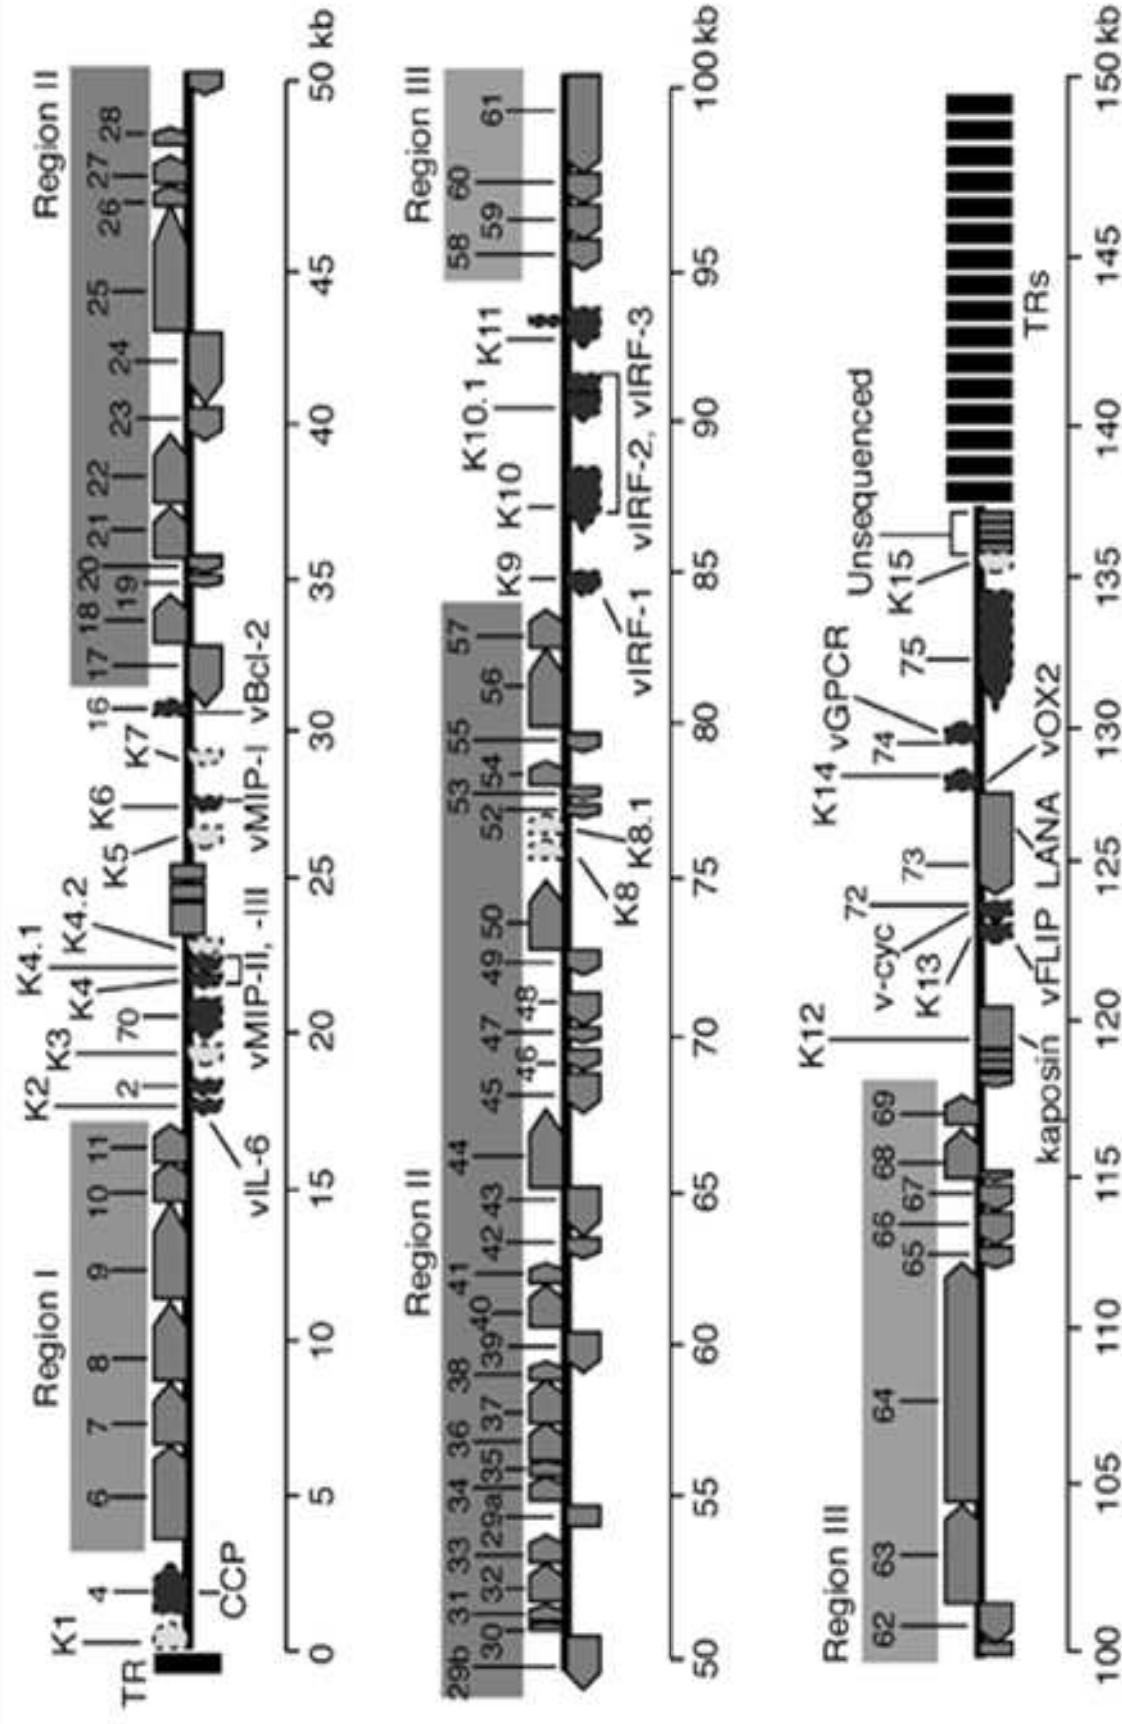 Region I
Region II
K1
4
6
7
8
9
10
11
K2
2
K3
70
K4
K4.1
K4.2
K5
K6
K7
16
17
18
19
20
21
22
23
24
25
26
27
28
TR
CCP
vIL-6
vMIP-II, -III
vMIP-I
vBcl-2
0
5
10
15
20
25
30
35
40
45
50 kb
Region II
Region III
29b
30
31
32
33
29a
34
35
36
37
38
39
40
41
42
43
44
45
46
47
48
49
50
52
53
54
55
56
57
K9
K10
K10.1
K11
58
59
60
61
K8
K8.1
vIRF-1
vIRF-2, vIRF-3
50
55
60
65
70
75
80
85
90
95
100 kb
Region III
62
63
64
65
66
67
68
69
K12
K13
v-cyc
72
73
K14
74
vGPCR
75
K15
Unsequenced
kaposin
vFLIP
LANA
vOX2
TRs
100
105
110
115
120
125
130
135
140
145
150 kb